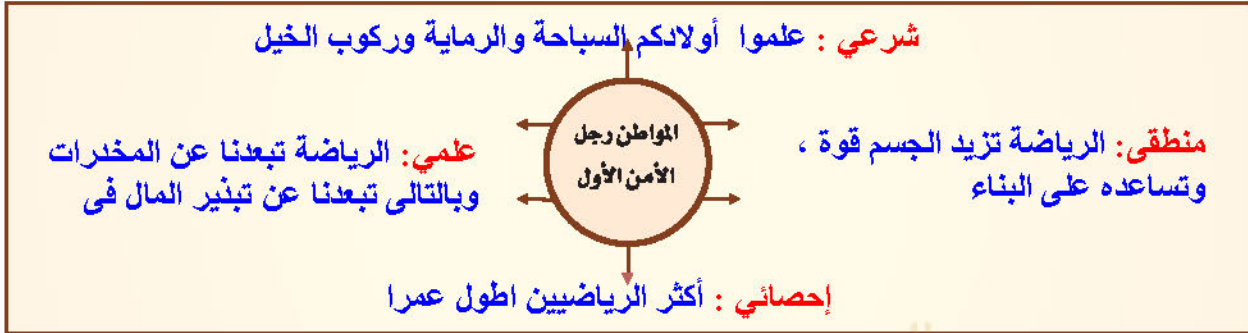 شرعي : علموا أولادكم السباحة والرماية وركوب الخيل
المواطن رجل
الأمن الأول
منطقى: الرياضة تزيد الجسم قوة ،
وتساعده على البناء
علمي: الرياضة تبعدنا عن المخدرات
وبالتالى تبعدنا عن تبذير المال فى
إحصائي : أكثر الرياضيين اطول عمرا